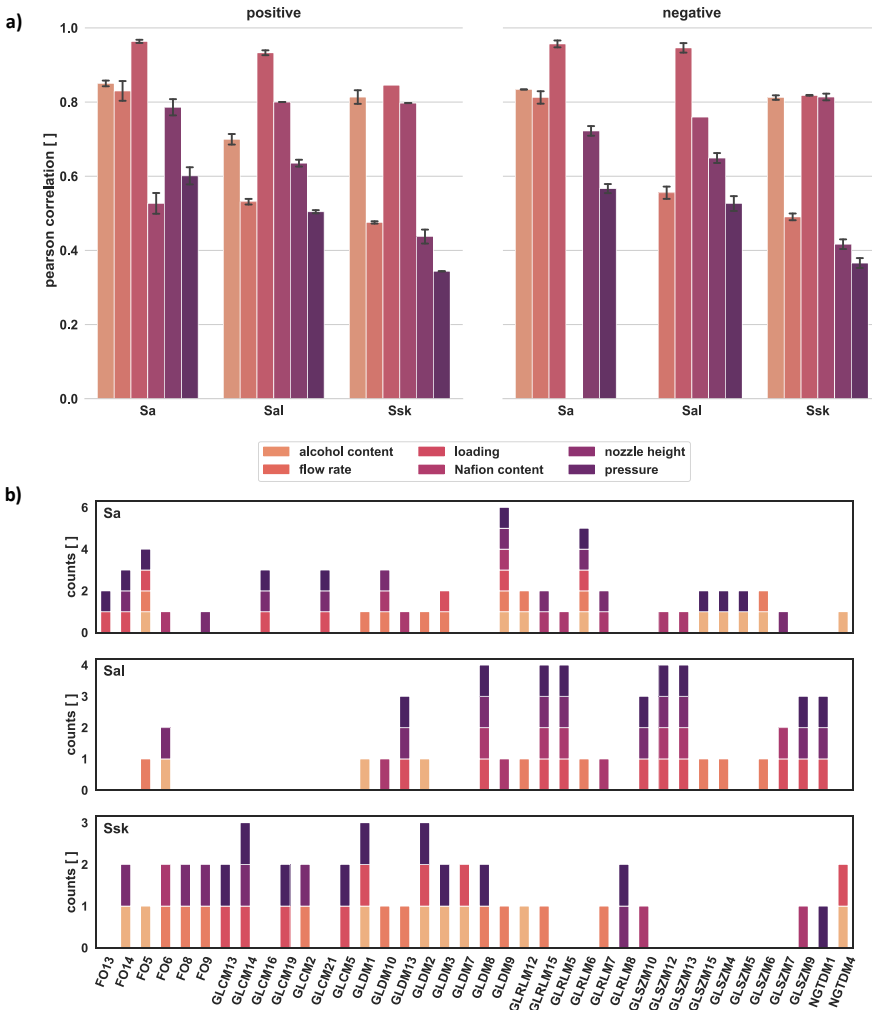 a)
positive
negative
pearson correlation [ ]
1.0
0.8
0.6
0.4
0.2
0.0
Sa
Sal
Ssk
Sa
Sal
Ssk
alcohol content
loading
nozzle height
flow rate
Nafion content
pressure
b)
Sa
counts [ ]
6
4
2
0
Sal
counts [ ]
4
3
2
1
0
Ssk
counts [ ]
3
2
1
0
FO13
FO14
FO5
FO6
FO8
FO9
GLCM13
GLCM14
GLCM16
GLCM19
GLCM2
GLCM21
GLCM5
GLDM1
GLDM10
GLDM13
GLDM2
GLDM3
GLDM7
GLDM8
GLDM9
GLRLM12
GLRLM15
GLRLM5
GLRLM6
GLRLM7
GLRLM8
GLSZM10
GLSZM12
GLSZM13
GLSZM15
GLSZM4
GLSZM5
GLSZM6
GLSZM7
GLSZM9
NGTDM1
NGTDM4